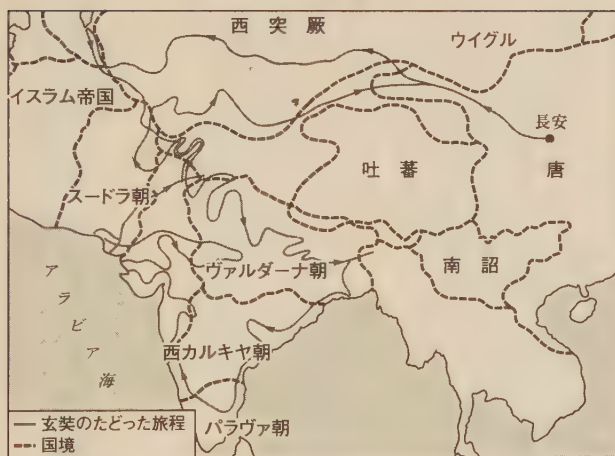 西突厥
ウイグル
イスラム帝国
長安
吐蕃
唐
スードラ朝
ヴァルダーナ朝
南詔
アラビア海
西カルキヤ朝
パラヴァ朝
玄奘のたどった旅程
国境